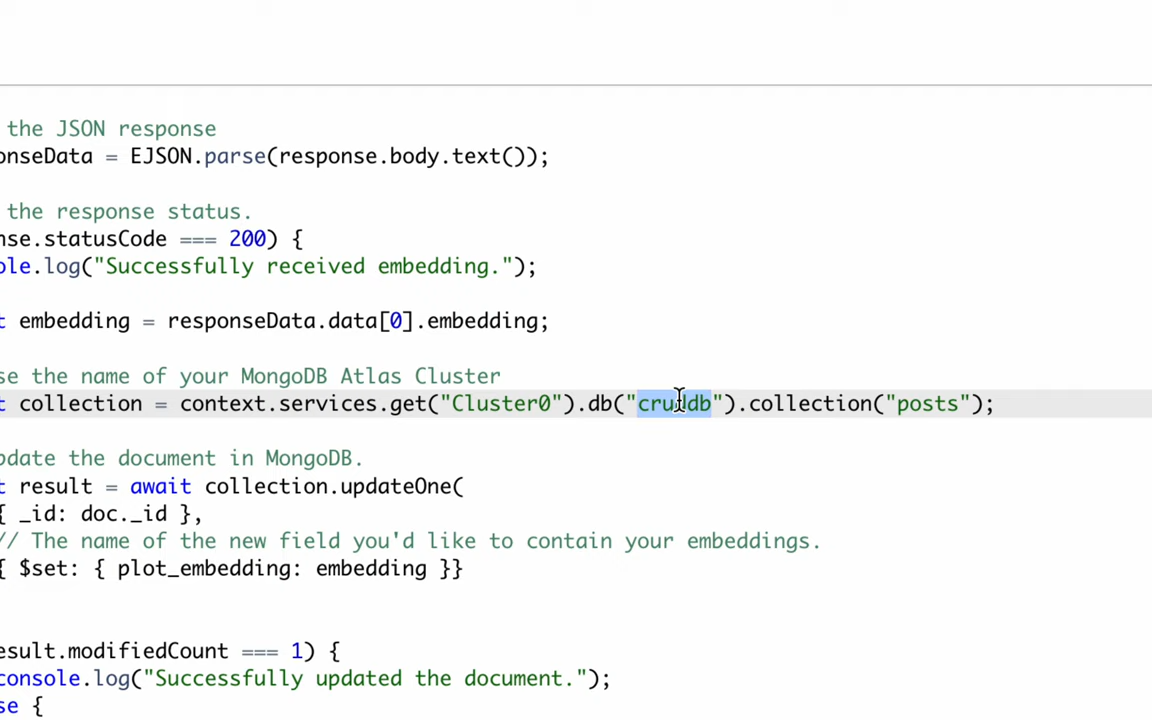 the JSON response
onseData = EJSON.parse(response.body.text());
the response status.
nse.statusCode === 200) {
ole.log("Successfully received embedding.");
t embedding = responseData.data[0].embedding;
se the name of your MongoDB Atlas Cluster
t collection = context.services.get("Cluster0").db("cruddb").collection("posts");
pdate the document in MongoDB.
t result = await collection.updateOne(
{ _id: doc._id },
// The name of the new field you'd like to contain your embeddings.
{ $set: { plot_embedding: embedding }}
esult.modifiedCount === 1) {
console.log("Successfully updated the document.");
se {